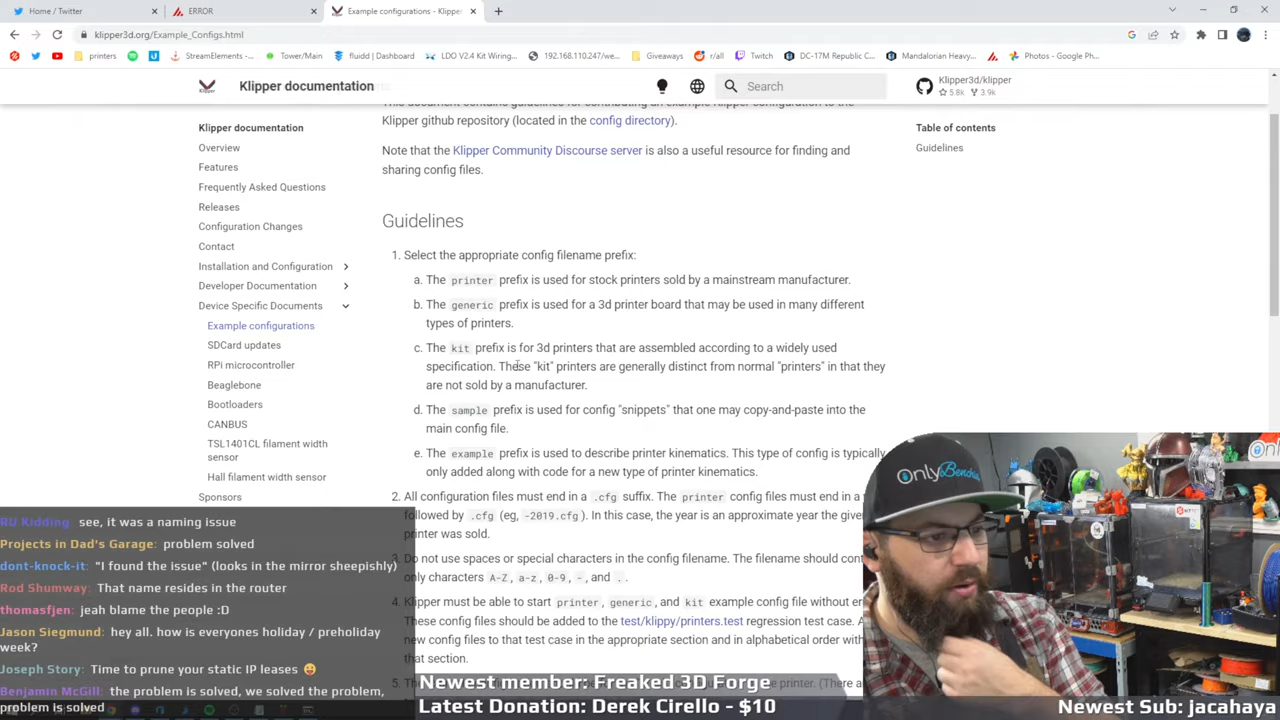 Home / Twitter
ERROR
Example configurations - Klipper
klipper3d.org/Example_Configs.html
printers
StreamElements -
Tower/Main
fluidd | Dashboard
LDO V2.4 Kit Wiring...
192.168.110.247/we...
Giveaways
r/all
Twitch
DC-17M Republic C...
Mandalorian Heavy...
Photos - Google Ph...
Klipper documentation
Search
Klipper3d/klipper
5.8k 3.9k
Klipper documentation
Overview
Features
Frequently Asked Questions
Releases
Configuration Changes
Contact
Installation and Configuration
Developer Documentation
Device Specific Documents
Example configurations
SDCard updates
RPi microcontroller
Beaglebone
Bootloaders
CANBUS
TSL1401CL filament width
sensor
Hall filament width sensor
Sponsors
This document contains guidelines for contributing an example Klipper configuration to the
Klipper github repository (located in the config directory).
Note that the Klipper Community Discourse server is also a useful resource for finding and
sharing config files.
Guidelines
1. Select the appropriate config filename prefix:
a. The printer prefix is used for stock printers sold by a mainstream manufacturer.
b. The generic prefix is used for a 3d printer board that may be used in many different
types of printers.
c. The kit prefix is for 3d printers that are assembled according to a widely used
specification. These "kit" printers are generally distinct from normal "printers" in that they
are not sold by a manufacturer.
d. The sample prefix is used for config "snippets" that one may copy-and-paste into the
main config file.
e. The example prefix is used to describe printer kinematics. This type of config is typically
only added along with code for a new type of printer kinematics.
2. All configuration files must end in a .cfg suffix. The printer config files must end in a
followed by .cfg (eg, -2019.cfg). In this case, the year is an approximate year the give
printer was sold.
3. Do not use spaces or special characters in the config filename. The filename should cont
only characters A-Z, a-z, 0-9, -, and .
4. Klipper must be able to start printer, generic, and kit example config file without er
These config files should be added to the test/klippy/printers.test regression test case. A
new config files to that test case in the appropriate section and in alphabetical order with
that section.
Table of contents
Guidelines
RU Kidding: see, it was a naming issue
Projects in Dad's Garage: problem solved
dont-knock-it: "I found the issue" (looks in the mirror sheepishly)
Rod Shumway: That name resides in the router
thomasfjen: jeah blame the people :D
Jason Siegmund: hey all. how is everyones holiday / preholiday
week?
Joseph Story: Time to prune your static IP leases
Benjamin McGill: the problem is solved, we solved the problem,
problem is solved
OnlyBenchys
Newest member: Freaked 3D Forge
Latest Donation: Derek Cirello - $10
Newest Sub: jacahaya